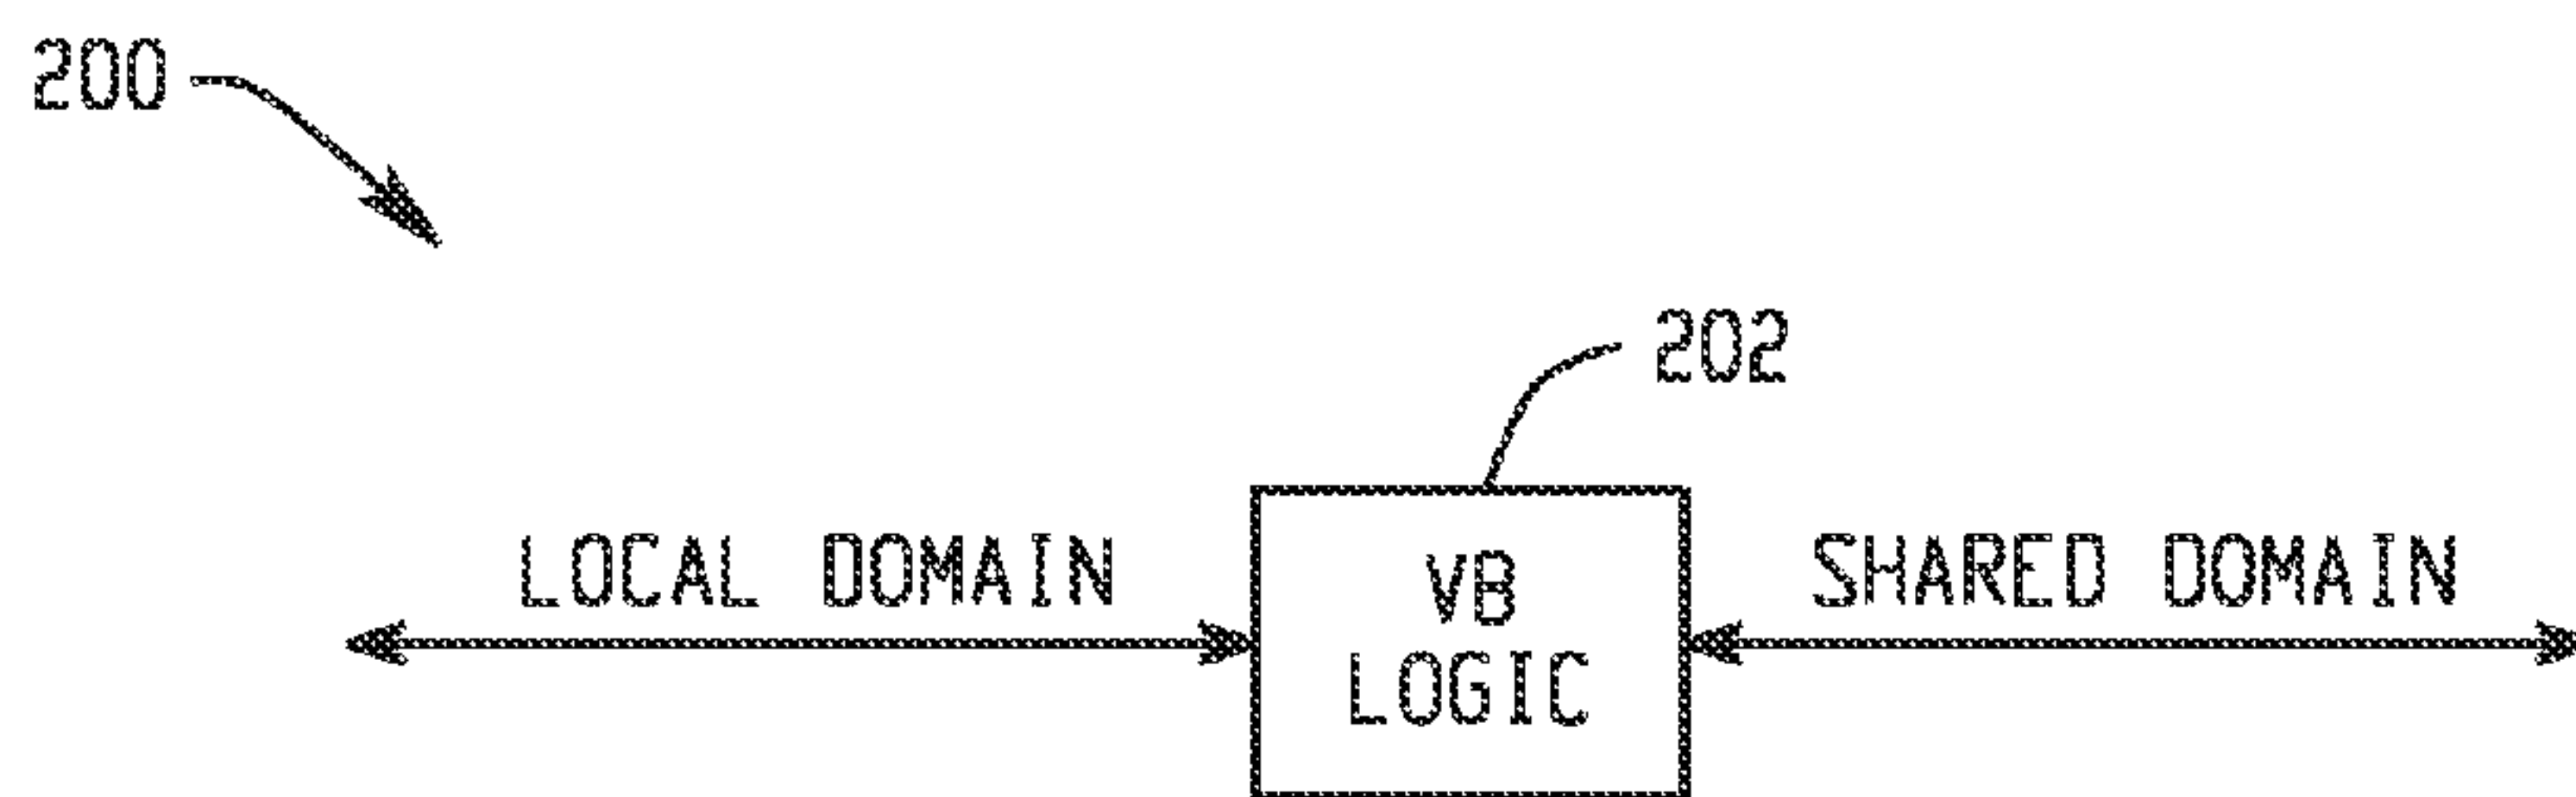 200
202
LOCAL DOMAIN
VB
LOGIC
SHARED DOMAIN